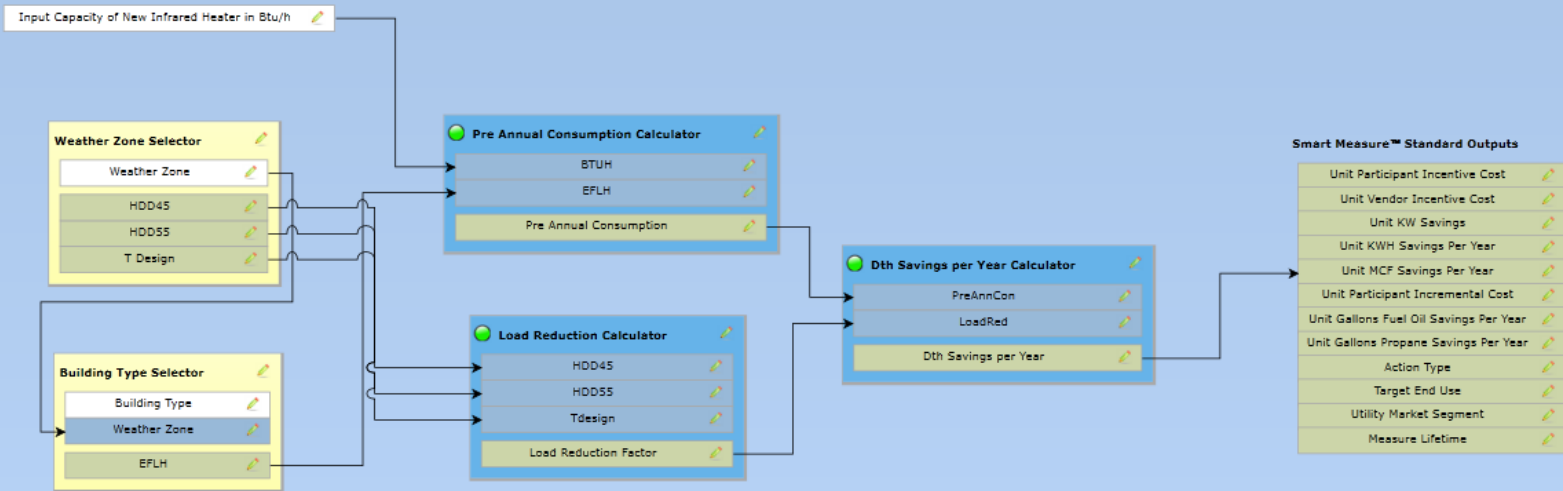 Input Capacity of New Infrared Heater in Btu/h
Weather Zone Selector
Weather Zone
HDD45
HDD55
T Design
Building Type Selector
Building Type
Weather Zone
EFLH
Pre Annual Consumption Calculator
BTUH
EFLH
Pre Annual Consumption
Load Reduction Calculator
HDD45
HDD55
Tdesign
Load Reduction Factor
Dth Savings per Year Calculator
PreAnnCon
LoadRed
Dth Savings per Year
Smart Measure™ Standard Outputs
Unit Participant Incentive Cost
Unit Vendor Incentive Cost
Unit KW Savings
Unit KWH Savings Per Year
Unit MCF Savings Per Year
Unit Participant Incremental Cost
Unit Gallons Fuel Oil Savings Per Year
Unit Gallons Propane Savings Per Year
Action Type
Target End Use
Utility Market Segment
Measure Lifetime